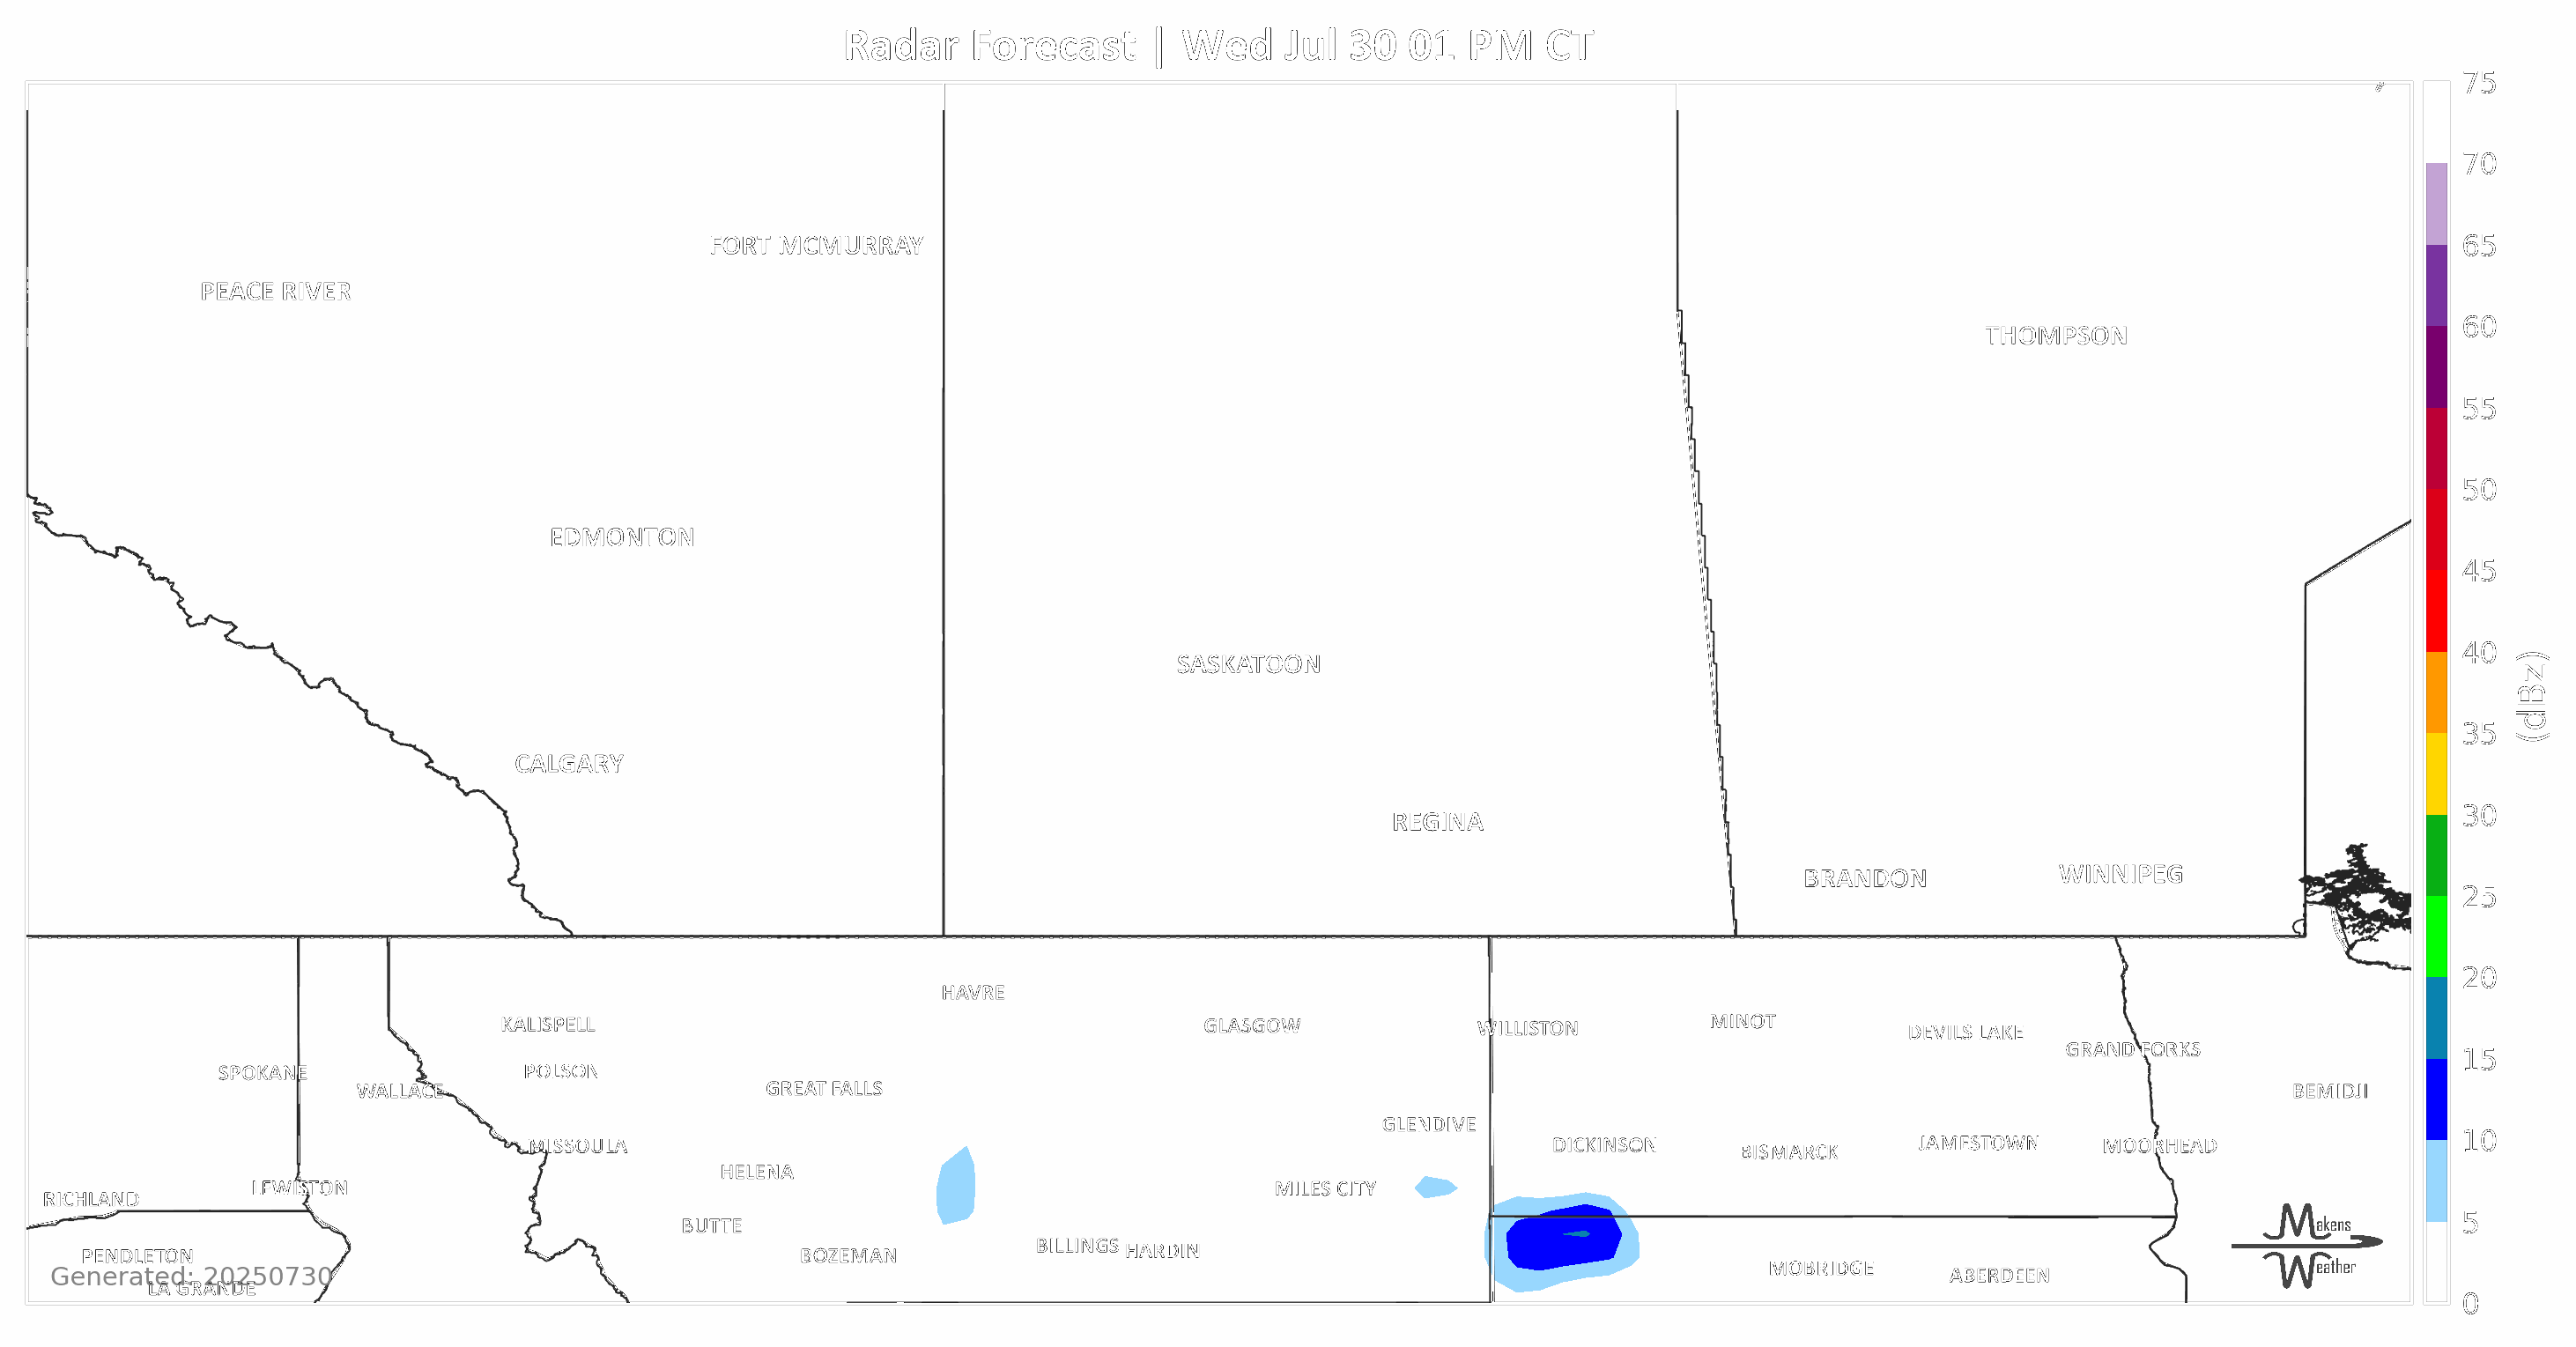 Radar Forecast | Wed Jul 30 01 PM CT
75
70
65
60
55
50
45
40
35
30
25
20
15
10
5
0
(dBz)
FORT MCMURRAY
PEACE RIVER
THOMPSON
EDMONTON
SASKATOON
CALGARY
REGINA
BRANDON
WINNIPEG
HAVRE
KALISPELL
GLASGOW
WILLISTON
MINOT
DEVILS LAKE
GRAND FORKS
SPOKANE
POLSON
WALLACE
GREAT FALLS
BEMIDJI
GLENDIVE
MISSOULA
DICKINSON
BISMARCK
JAMESTOWN
MOORHEAD
HELENA
LEWISTON
MILES CITY
RICHLAND
BUTTE
BILLINGS
HARDIN
PENDLETON
BOZEMAN
MOBRIDGE
ABERDEEN
Generated: 20250730
LA GRANDE
Makens
Weather